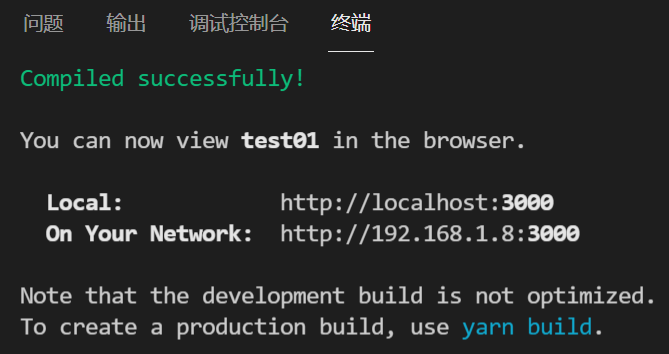 问题 输出 调试控制台 终端
Compiled successfully!
You can now view test01 in the browser.
Local: http://localhost:3000
On Your Network: http://192.168.1.8:3000
Note that the development build is not optimized.
To create a production build, use yarn build.